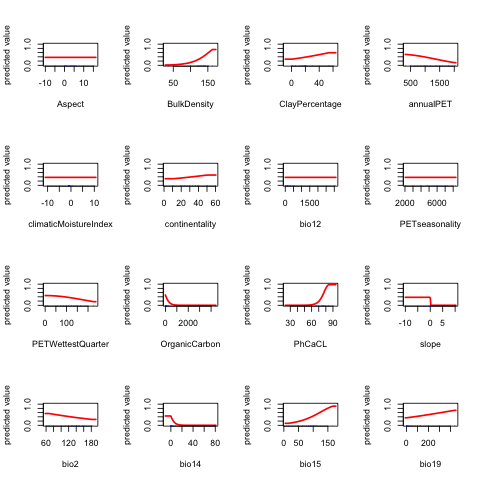 predicted value
0.0 1.0
-10 0 5 10
Aspect
predicted value
0.0 1.0
50 150
BulkDensity
predicted value
0.0 1.0
0 40
ClayPercentage
predicted value
0.0 1.0
500 1500
annualPET
predicted value
0.0 1.0
-10 0 5 10
climaticMoistureIndex
predicted value
0.0 1.0
0 10 20 30 40 50 60
continentality
predicted value
0.0 1.0
0 1500
bio12
predicted value
0.0 1.0
2000 6000
PETseasonality
predicted value
0.0 1.0
0 100
PETWettestQuarter
predicted value
0.0 1.0
0 2000
OrganicCarbon
predicted value
0.0 1.0
30 60 90
PhCaCL
predicted value
0.0 1.0
-10 0 5
slope
predicted value
0.0 1.0
60 120 180
bio2
predicted value
0.0 1.0
0 40 80
bio14
predicted value
0.0 1.0
0 50 150
bio15
predicted value
0.0 1.0
0 200
bio19